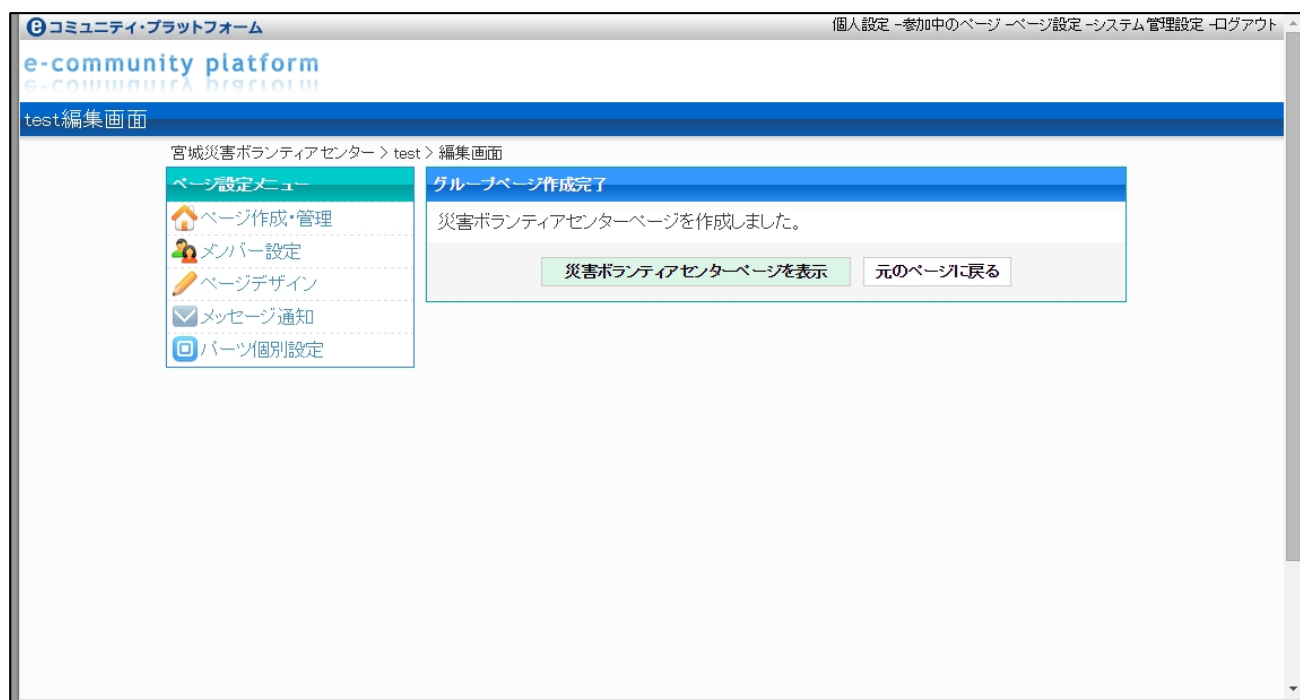 eコミュニティ・プラットフォーム
個人設定 -参加中のページ -ページ設定 -システム管理設定 -ログアウト
e-community platform
test編集画面
宮城災害ボランティアセンター > test > 編集画面
ページ設定メニュー
ページ作成・管理
メンバー設定
ページデザイン
メッセージ通知
パーツ個別設定
グループページ作成完了
災害ボランティアセンターページを作成しました。
災害ボランティアセンターページを表示
元のページに戻る